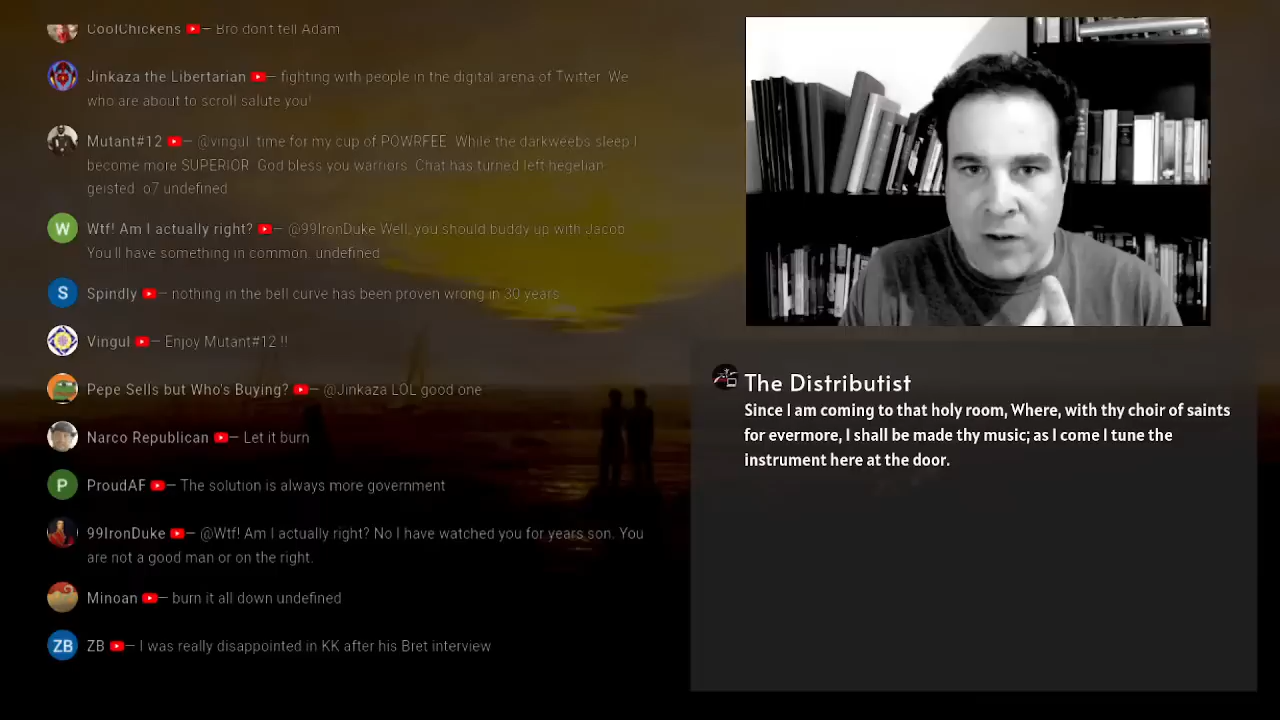 CoolChickens — Bro don't tell Adam
Jinkaza the Libertarian — fighting with people in the digital arena of Twitter. We
who are about to scroll salute you!
Mutant#12 — @vingul time for my cup of POWRFEE. While the darkweebs sleep I
become more SUPERIOR. God bless you warriors. Chat has turned left hegelian
geisted. o7 undefined
W
Wtf! Am I actually right? — @99IronDuke Well, you should buddy up with Jacob.
You'll have something in common. undefined
S
Spindly — nothing in the bell curve has been proven wrong in 30 years
Vingul — Enjoy Mutant#12 !!
Pepe Sells but Who's Buying? — @Jinkaza LOL good one
Narco Republican — Let it burn
P
ProudAF — The solution is always more government
99IronDuke — @Wtf! Am I actually right? No I have watched you for years son. You
are not a good man or on the right.
Minoan — burn it all down undefined
ZB
ZB — I was really disappointed in KK after his Bret interview
The Distributist
Since I am coming to that holy room, Where, with thy choir of saints
for evermore, I shall be made thy music; as I come I tune the
instrument here at the door.